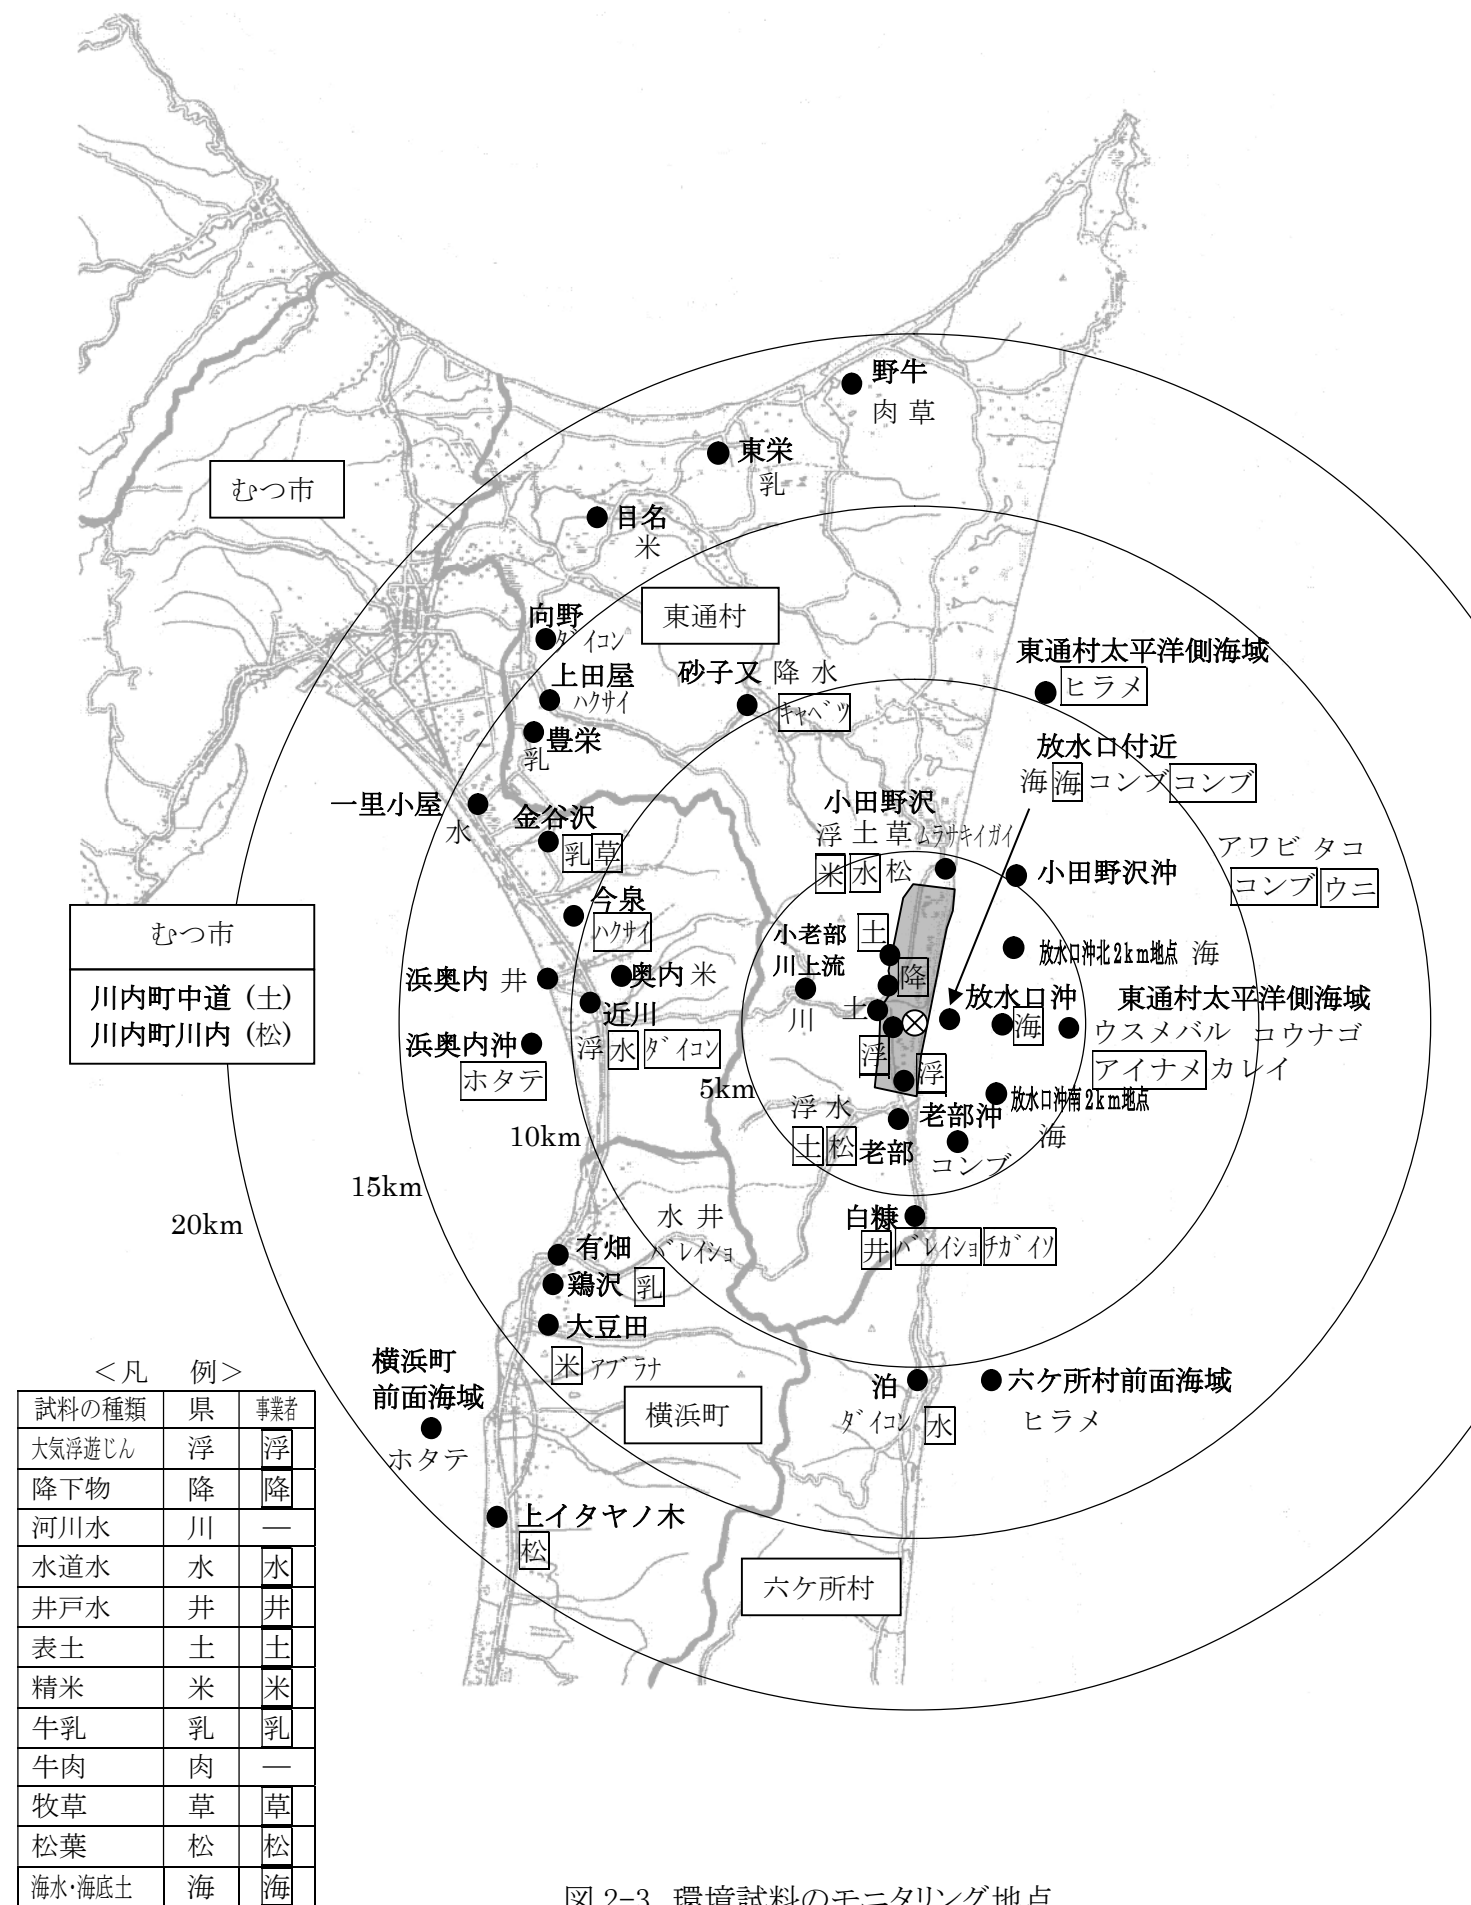 野牛
肉 草
東栄
乳
むつ市
目名
米
東通村
向野
ダイコン
上田屋
ハクサイ
砂子又 降 水
キャベツ
東通村太平洋側海域
ヒラメ
豊栄
乳
放水口付近
海 海 コンブ コンブ
一里小屋
水
金谷沢
乳 草
小田野沢
浮 土 草 ムラサキイガイ
米 水 松
小田野沢沖
アワビ タコ
コンブ ウニ
今泉
ハクサイ
むつ市
川内町中道 (土)
川内町川内 (松)
小老部
川上流
川
土
降
土
浮
浮
放水口沖北2km地点 海
浜奥内 井
奥内 米
近川
浮 水 ダイコン
浜奥内沖
ホタテ
放水口沖
海
東通村太平洋側海域
ウスメバル コウナゴ
アイナメ カレイ
放水口沖南2km地点
海
5km
10km
15km
20km
浮 水
土 松 老部
老部沖
コンブ
白糠
井 バレイショ チガイソ
水 井
有畑 バレイショ
鶏沢 乳
大豆田
米 アブラナ
横浜町
前面海域
ホタテ
横浜町
泊
ダイコン 水
六ケ所村前面海域
ヒラメ
上イタヤノ木
松
六ケ所村
＜凡 例＞
試料の種類 県 事業者
大気浮遊じん 浮 浮
降下物 降 降
河川水 川 ―
水道水 水 水
井戸水 井 井
表土 土 土
精米 米 米
牛乳 乳 乳
牛肉 肉 ―
牧草 草 草
松葉 松 松
海水・海底土 海 海
図 2-3 環境試料のモニタリング地点